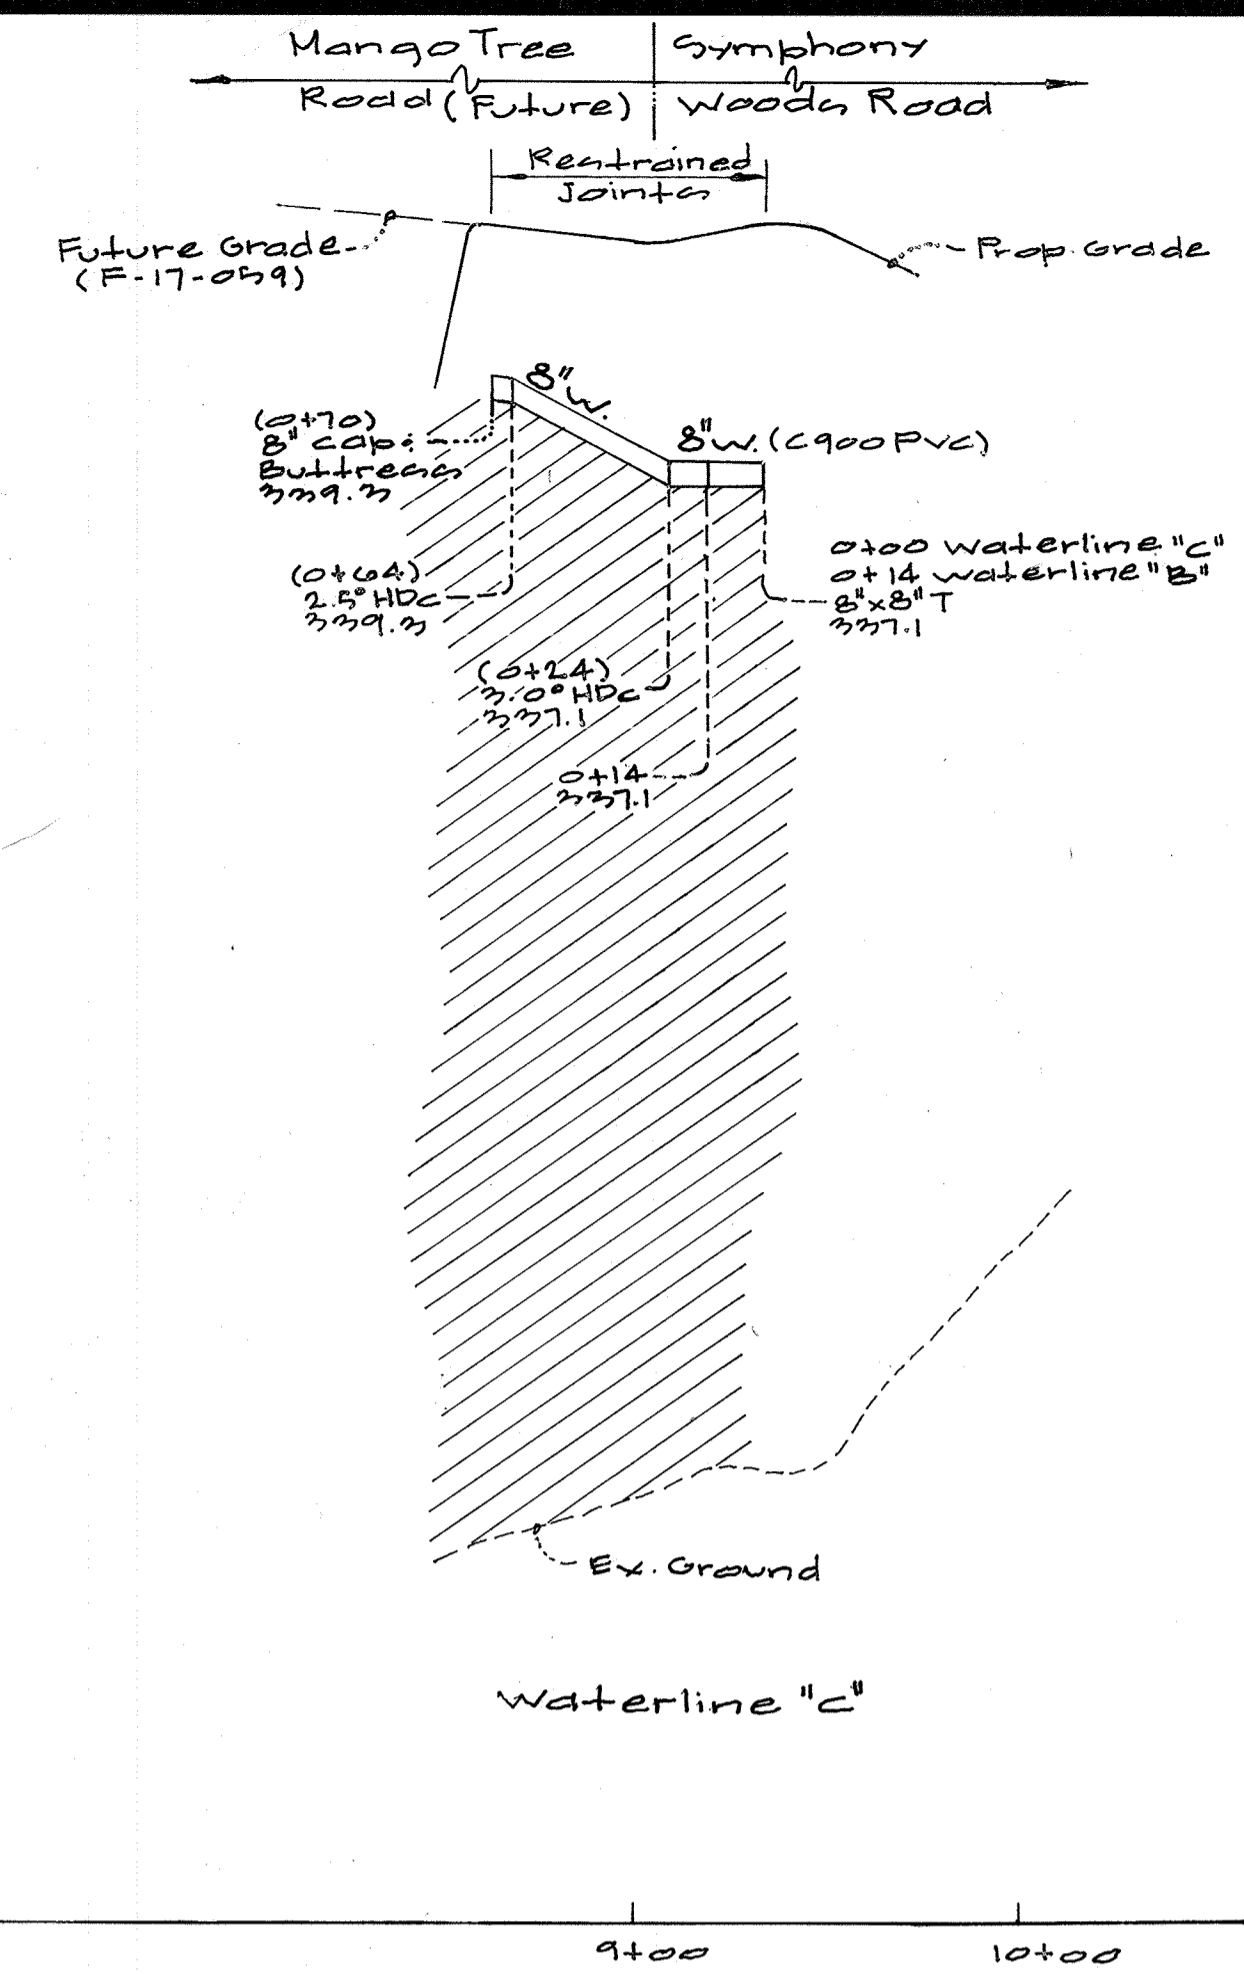 Mango Tree
Road (Future)
Symphony
Woods Road
Restrained
Joints
Future Grade
(F-17-059)
Prop. Grade
8" W.
(0+70)
8" Cap &
Buttress
339.3
8" W. (C900 PVC)
(0+64)
2.5° HDc
339.3
0+00 Waterline "C"
0+14 Waterline "B"
8"x8" T
337.1
(0+24)
3.0° HDc
337.1
0+14
337.1
Ex. Ground
Waterline "C"
9+00
10+00